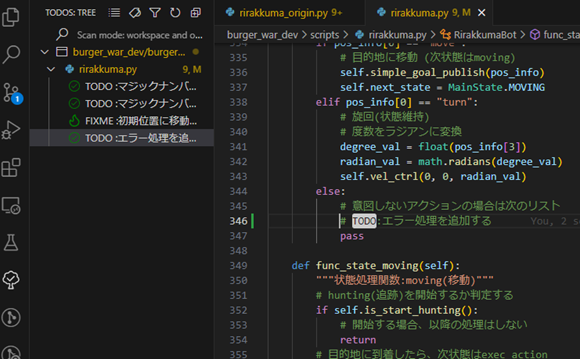 TODOS: TREE
Scan mode: workspace and o...
burger_war_dev/burger...
rirakkuma.py 9, M
TODO :マジックナンバ...
TODO :マジックナンバ...
FIXME :初期位置に移動...
TODO :エラー処理を追...
1
rirakkuma_origin.py 9+
rirakkuma.py 9, M
burger_war_dev > scripts > rirakkuma.py > RirakkumaBot > func_sta
334 if pos_info[0] == "move":
335 # 目的地に移動 (次状態はmoving)
336 self.simple_goal_publish(pos_info)
337 self.next_state = MainState.MOVING
338 elif pos_info[0] == "turn":
339 # 旋回(状態維持)
340 # 度数をラジアンに変換
341 degree_val = float(pos_info[3])
342 radian_val = math.radians(degree_val)
343 self.vel_ctrl(0, 0, radian_val)
344 else:
345 # 意図しないアクションの場合は次のリスト
346 # TODO:エラー処理を追加する You, 2 se
347 pass
348
349 def func_state_moving(self):
350 """状態処理関数:moving(移動)"""
351 # hunting(追跡)を開始するか判定する
352 if self.is_start_hunting():
353 # 開始する場合、以降の処理はしない
354 return
355 # 目的地に到着したら、次状態はexec_action